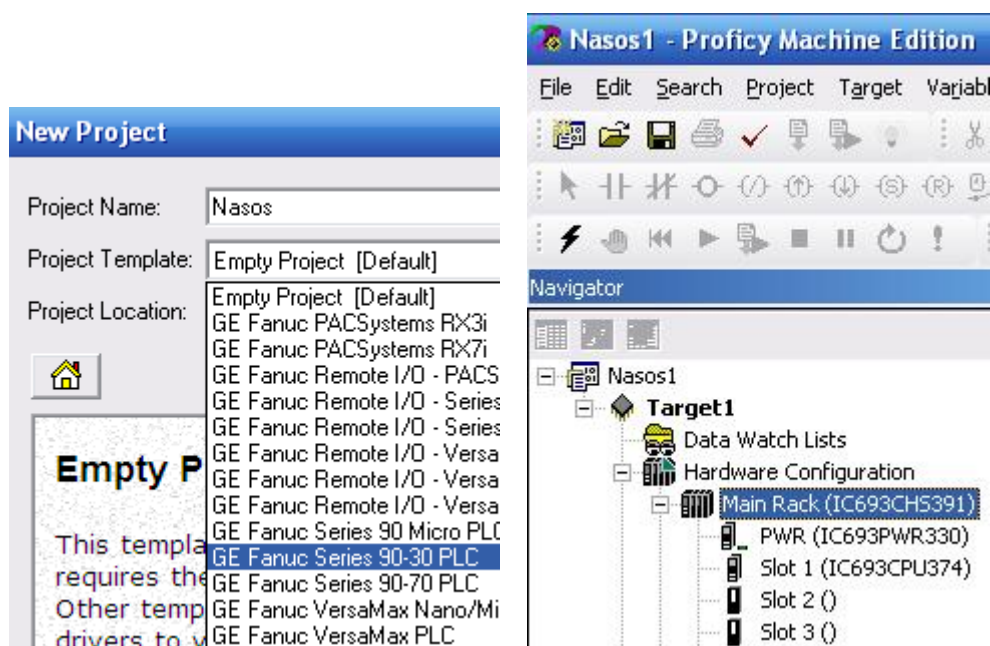 New Project
Project Name: Nasos
Project Template: Empty Project [Default]
Project Location:
Empty Project [Default]
GE Fanuc PACSystems RX3i
GE Fanuc PACSystems RX7i
GE Fanuc Remote I/O - PACS
GE Fanuc Remote I/O - Series
GE Fanuc Remote I/O - Series
GE Fanuc Remote I/O - Versa
GE Fanuc Remote I/O - Versa
GE Fanuc Remote I/O - Versa
GE Fanuc Series 90 Micro PLC
GE Fanuc Series 90-30 PLC
GE Fanuc Series 90-70 PLC
GE Fanuc VersaMax Nano/Mi
GE Fanuc VersaMax PLC
Empty P
This templa
requires the
Other temp
drivers to y
Nasos1 - Proficy Machine Edition
File Edit Search Project Target Variabl
Navigator
Nasos1
Target1
Data Watch Lists
Hardware Configuration
Main Rack (IC693CHS391)
PWR (IC693PWR330)
Slot 1 (IC693CPU374)
Slot 2 ()
Slot 3 ()